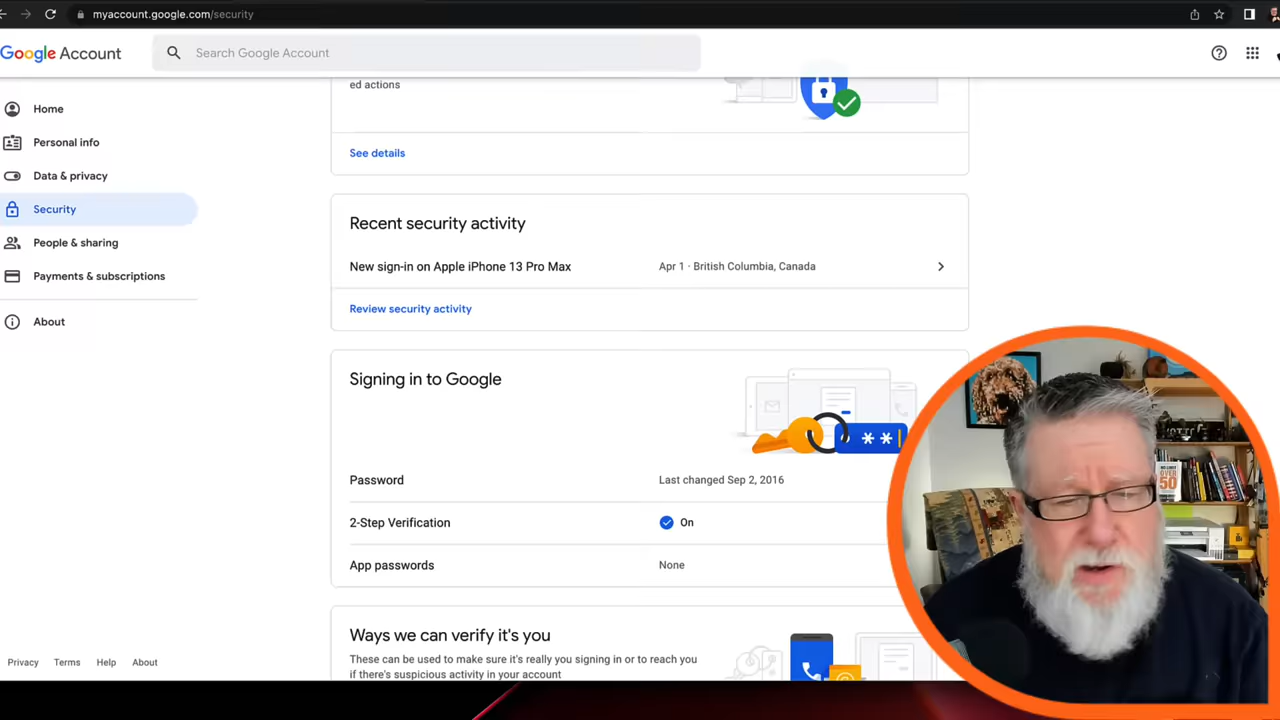 myaccount.google.com/security
Google Account
Search Google Account
Home
Personal info
Data & privacy
Security
People & sharing
Payments & subscriptions
About
ed actions
See details
Recent security activity
New sign-in on Apple iPhone 13 Pro Max
Apr 1 · British Columbia, Canada
Review security activity
Signing in to Google
**
Password
Last changed Sep 2, 2016
2-Step Verification
On
App passwords
None
Ways we can verify it's you
These can be used to make sure it's really you signing in or to reach you
if there's suspicious activity in your account
Privacy
Terms
Help
About
OVER
50